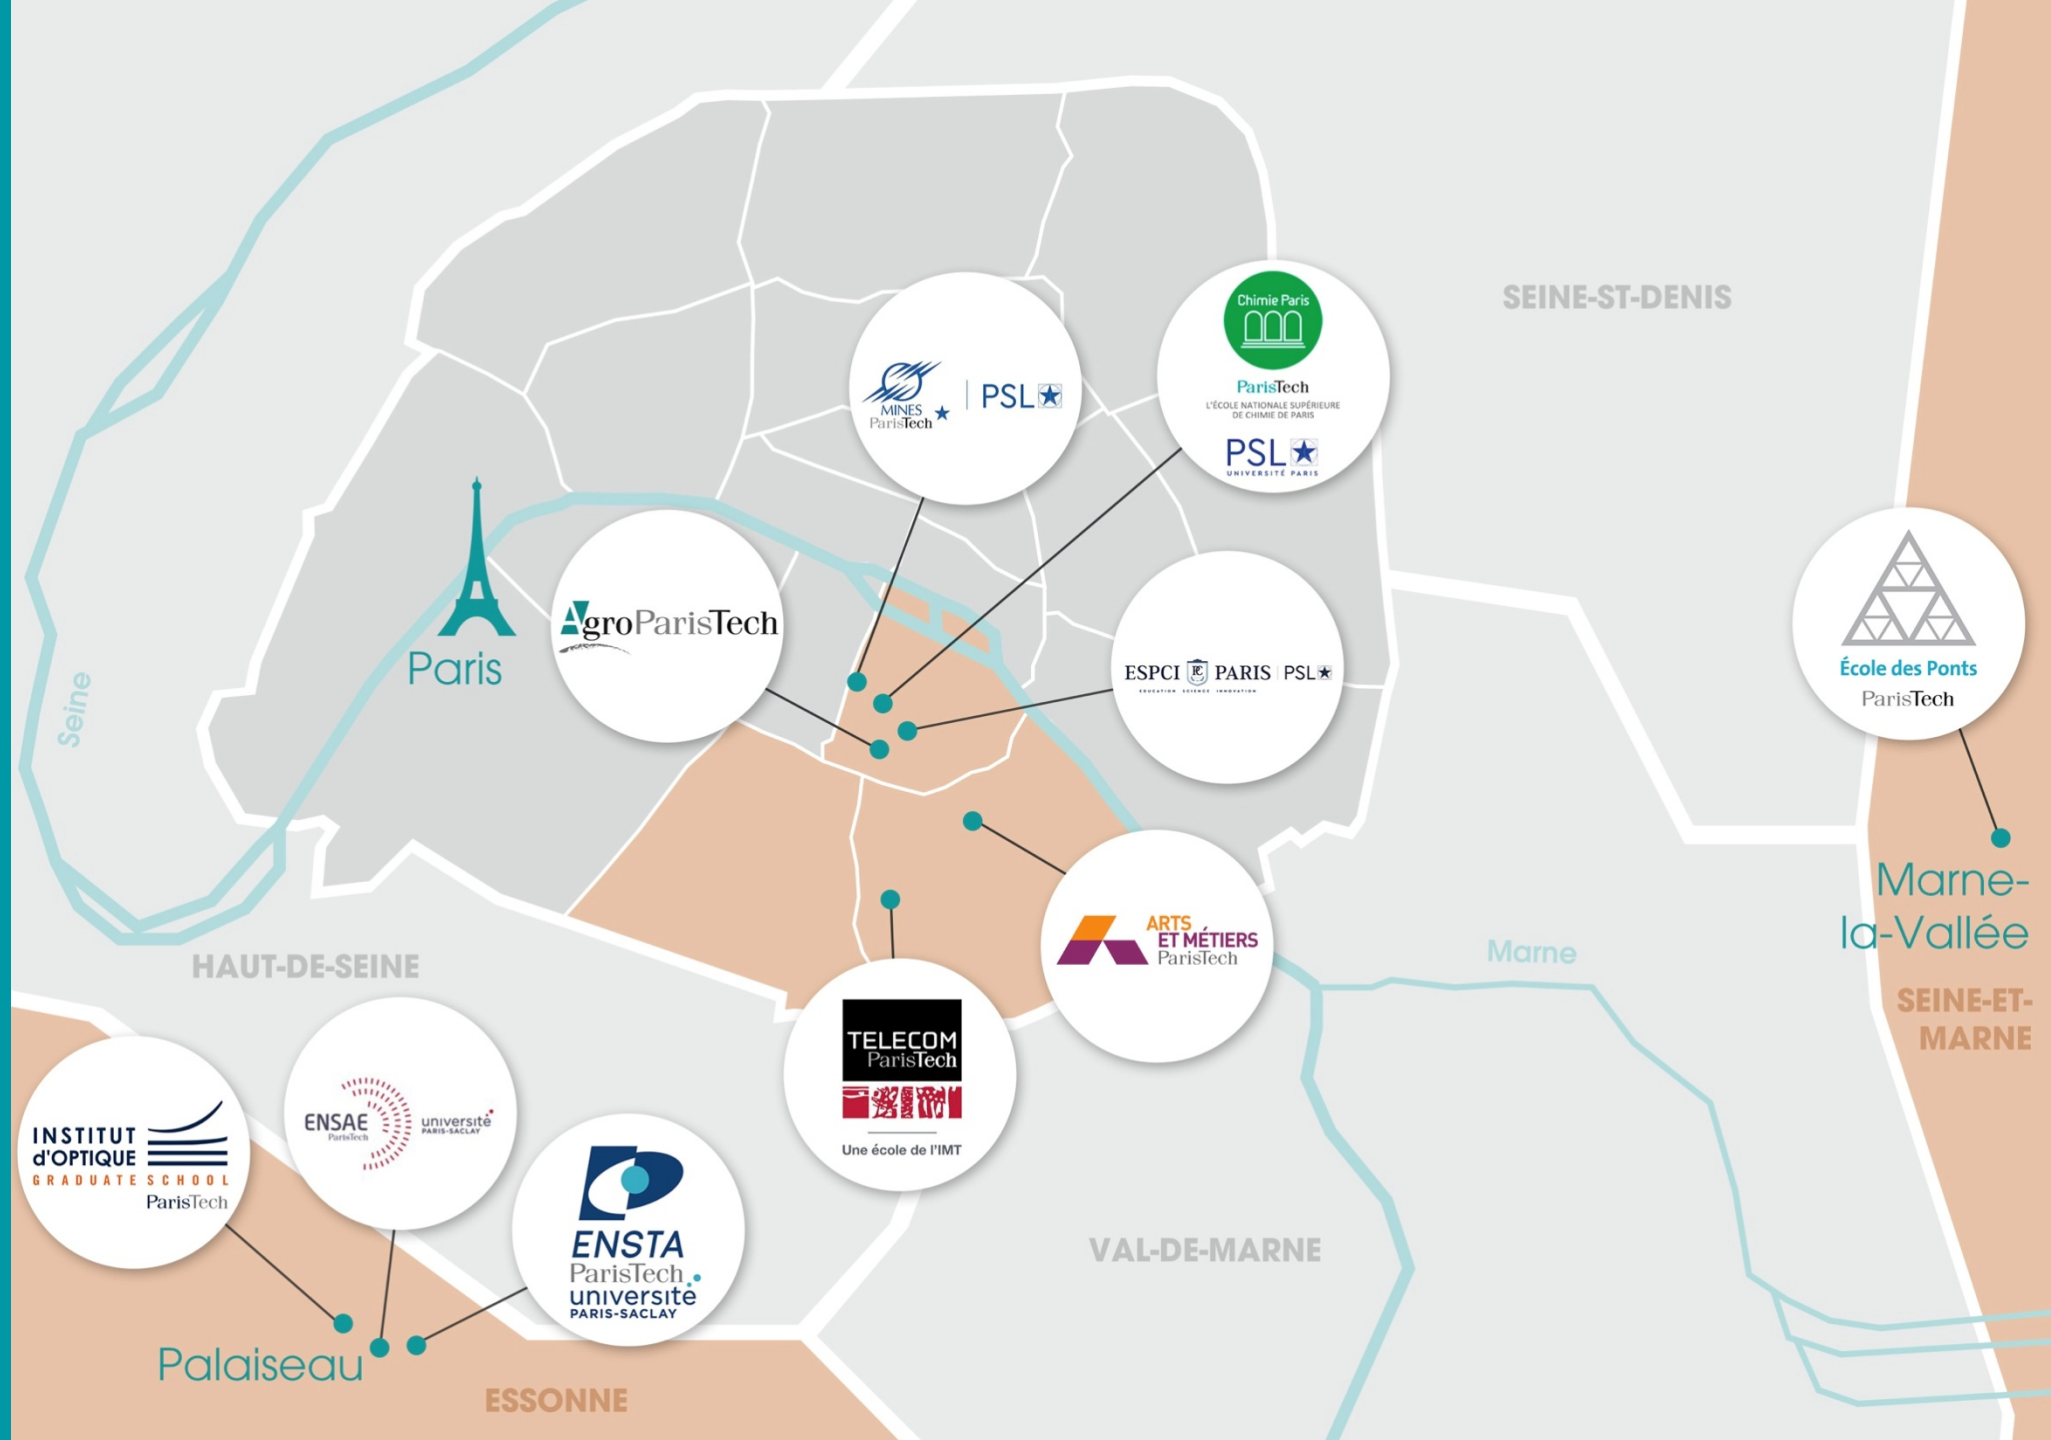 Chimie Paris
ParisTech
L'ÉCOLE NATIONALE SUPÉRIEURE
DE CHIMIE DE PARIS
PSL
UNIVERSITÉ PARIS
SEINE-ST-DENIS
MINES
ParisTech
PSL
AgroParisTech
Paris
Seine
ESPCI PARIS PSL
EDUCATION SCIENCE INNOVATION
École des Ponts
ParisTech
Marne-
la-Vallée
SEINE-ET-
MARNE
ARTS
ET MÉTIERS
ParisTech
Marne
HAUT-DE-SEINE
TELECOM
ParisTech
Une école de l'IMT
INSTITUT
d'OPTIQUE
GRADUATE SCHOOL
ParisTech
ENSAE
ParisTech
université
PARIS-SACLAY
ENSTA
ParisTech
université
PARIS-SACLAY
VAL-DE-MARNE
Palaiseau
ESSONNE